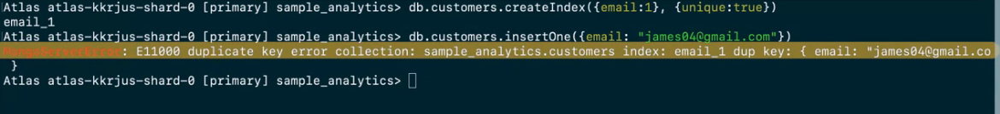 Atlas atlas-kkrjus-shard-0 [primary] sample_analytics> db.customers.createIndex({email:1}, {unique:true})
email_1
Atlas atlas-kkrjus-shard-0 [primary] sample_analytics> db.customers.insertOne({email: "james04@gmail.com"})
MongoServerError: E11000 duplicate key error collection: sample_analytics.customers index: email_1 dup key: { email: "james04@gmail.co
}
Atlas atlas-kkrjus-shard-0 [primary] sample_analytics>